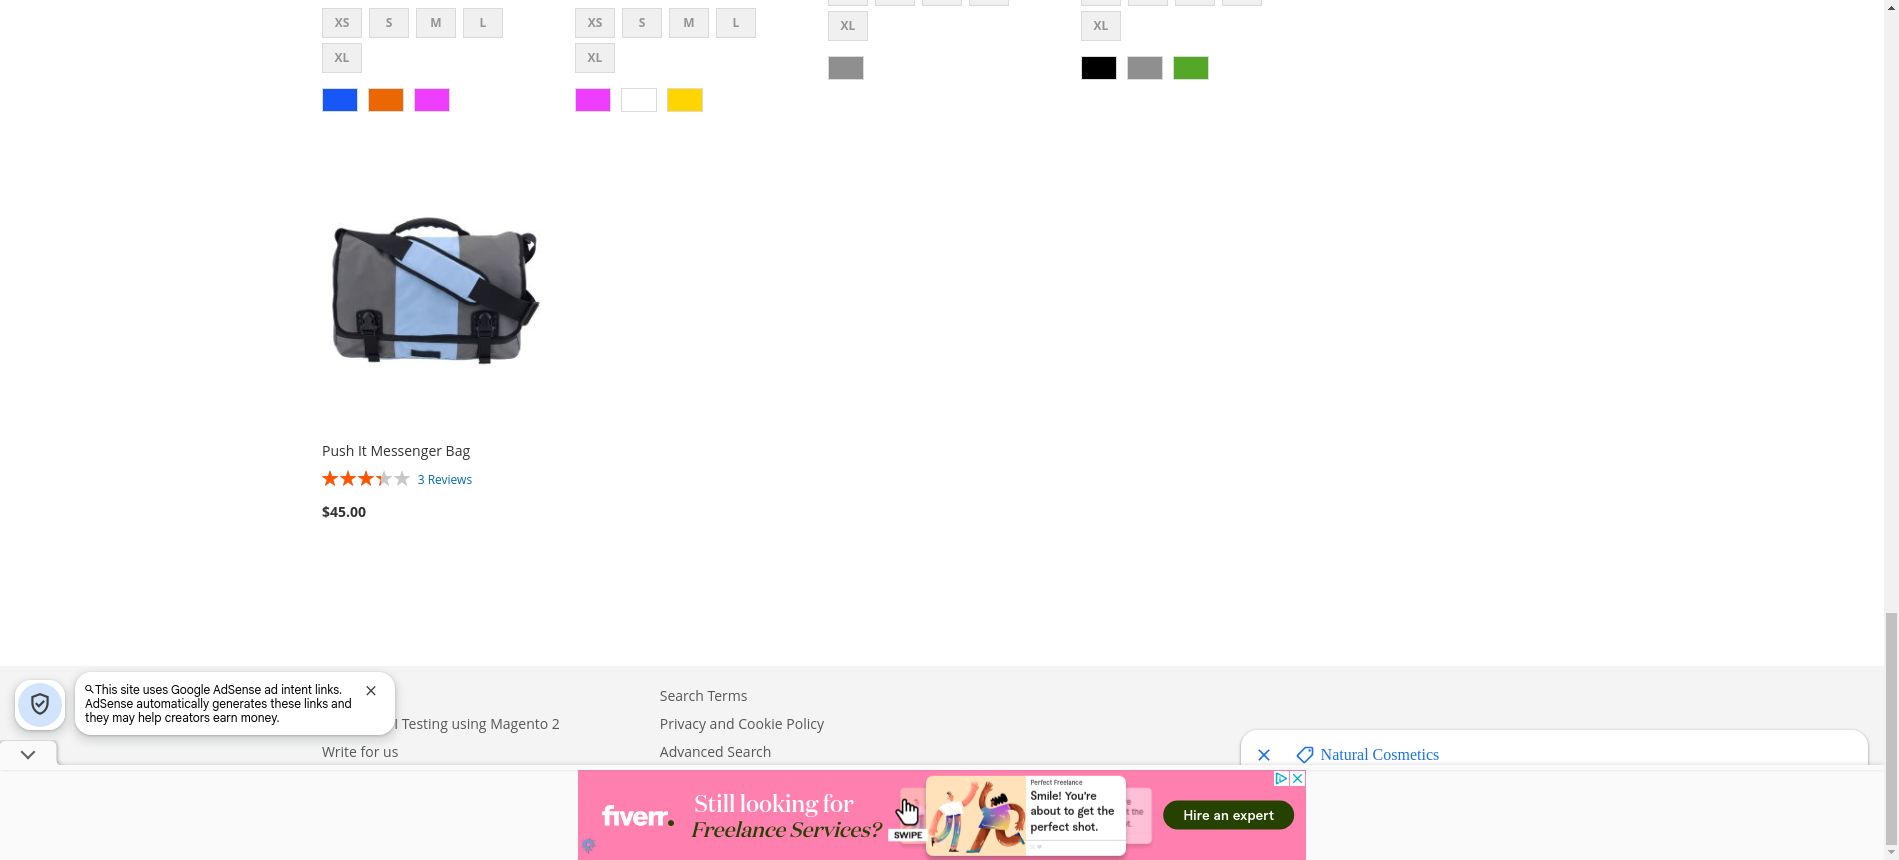 XS S M L
XL
XS S M L
XL
XL
XL
Push It Messenger Bag
3 Reviews
$45.00
This site uses Google AdSense ad intent links.
AdSense automatically generates these links and
they may help creators earn money.
Testing using Magento 2
Write for us
Search Terms
Privacy and Cookie Policy
Advanced Search
Natural Cosmetics
fiverr.
Still looking for
Freelance Services?
SWIPE
Perfect Freelance
Smile! You're
about to get the
perfect shot.
Hire an expert